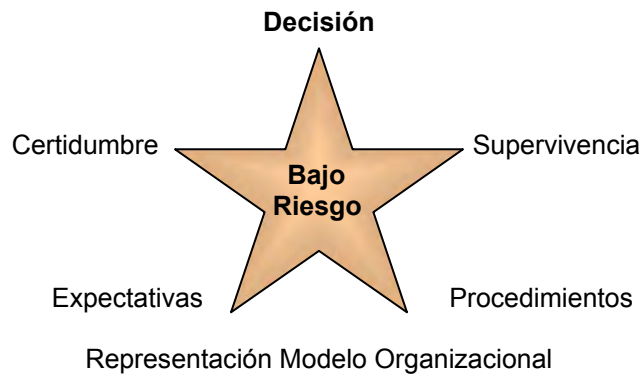 Decisión
Certidumbre
Supervivencia
Bajo
Riesgo
Expectativas
Procedimientos
Representación Modelo Organizacional